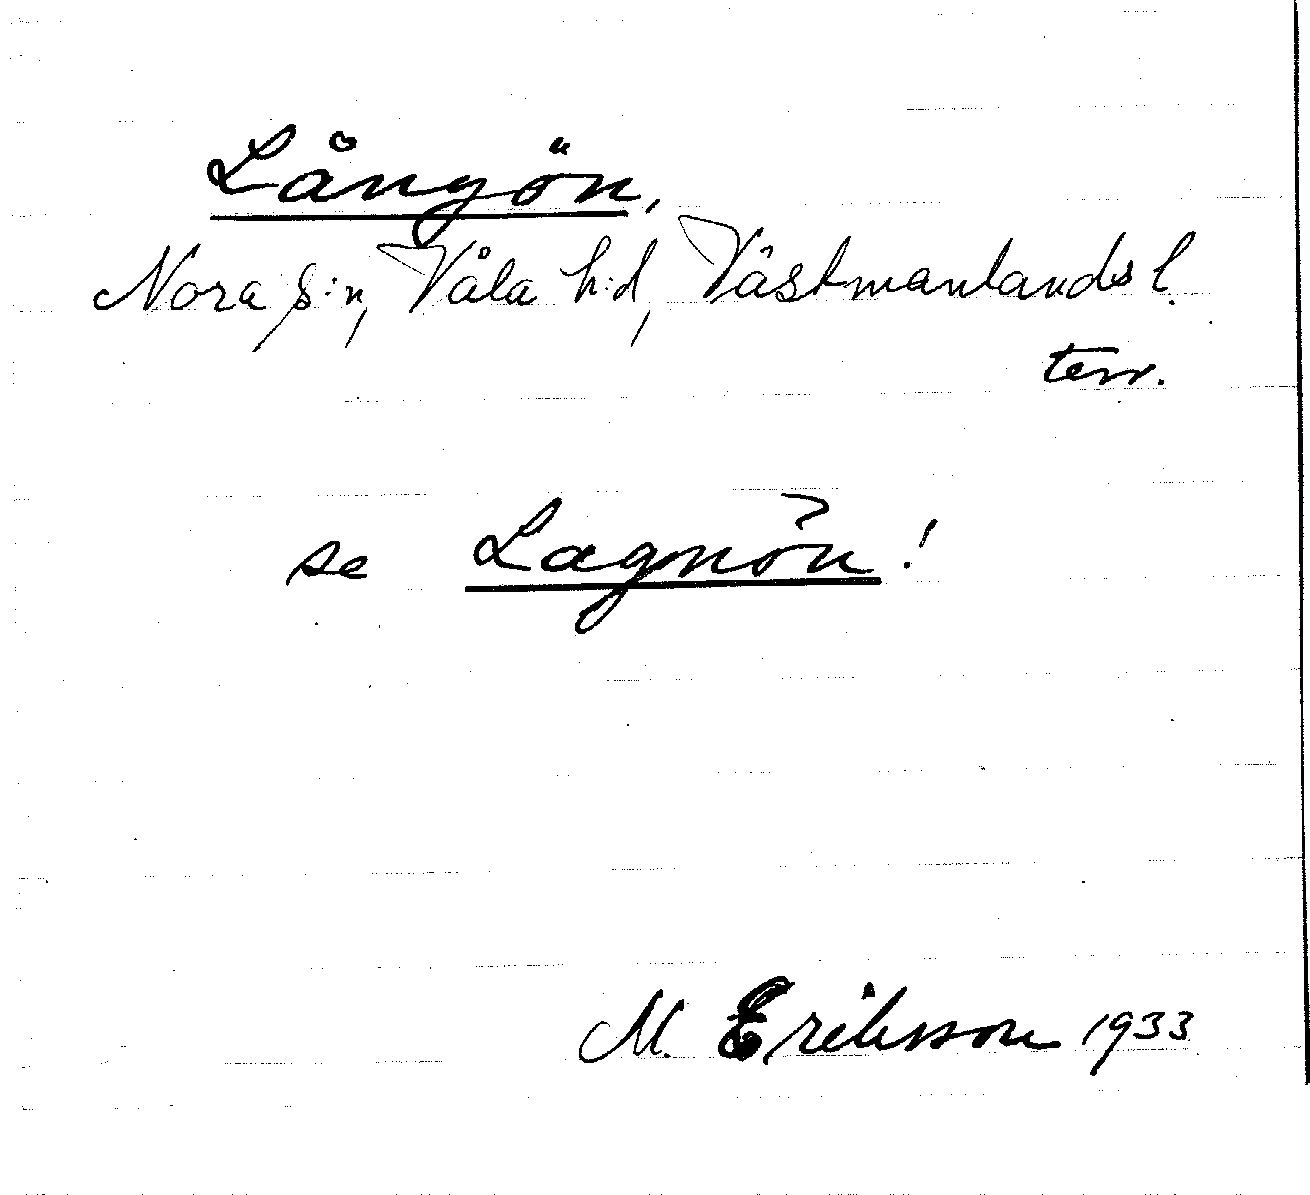 Långön,
Nora s:n, Våla h:d, Västmanlands l.
terr.
se Lagnön!
M. Eriksson 1933